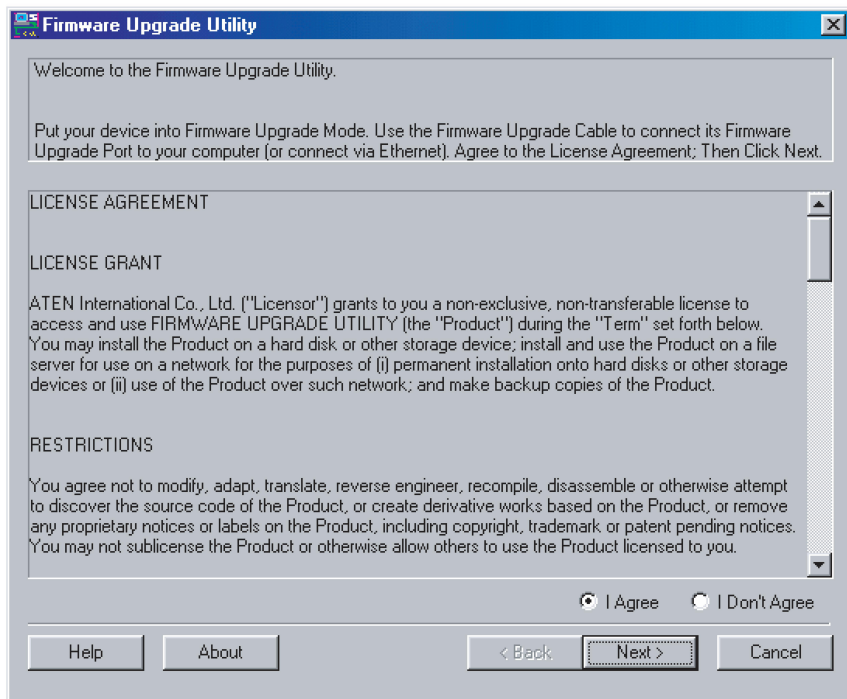 Firmware Upgrade Utility
Welcome to the Firmware Upgrade Utility.
Put your device into Firmware Upgrade Mode. Use the Firmware Upgrade Cable to connect its Firmware
Upgrade Port to your computer (or connect via Ethernet). Agree to the License Agreement; Then Click Next.
LICENSE AGREEMENT
LICENSE GRANT
ATEN International Co., Ltd. ("Licensor") grants to you a non-exclusive, non-transferable license to
access and use FIRMWARE UPGRADE UTILITY (the "Product") during the "Term" set forth below.
You may install the Product on a hard disk or other storage device; install and use the Product on a file
server for use on a network for the purposes of (i) permanent installation onto hard disks or other storage
devices or (ii) use of the Product over such network; and make backup copies of the Product.
RESTRICTIONS
You agree not to modify, adapt, translate, reverse engineer, recompile, disassemble or otherwise attempt
to discover the source code of the Product, or create derivative works based on the Product, or remove
any proprietary notices or labels on the Product, including copyright, trademark or patent pending notices.
You may not sublicense the Product or otherwise allow others to use the Product licensed to you.
I Agree I Don't Agree
Help About < Back Next > Cancel